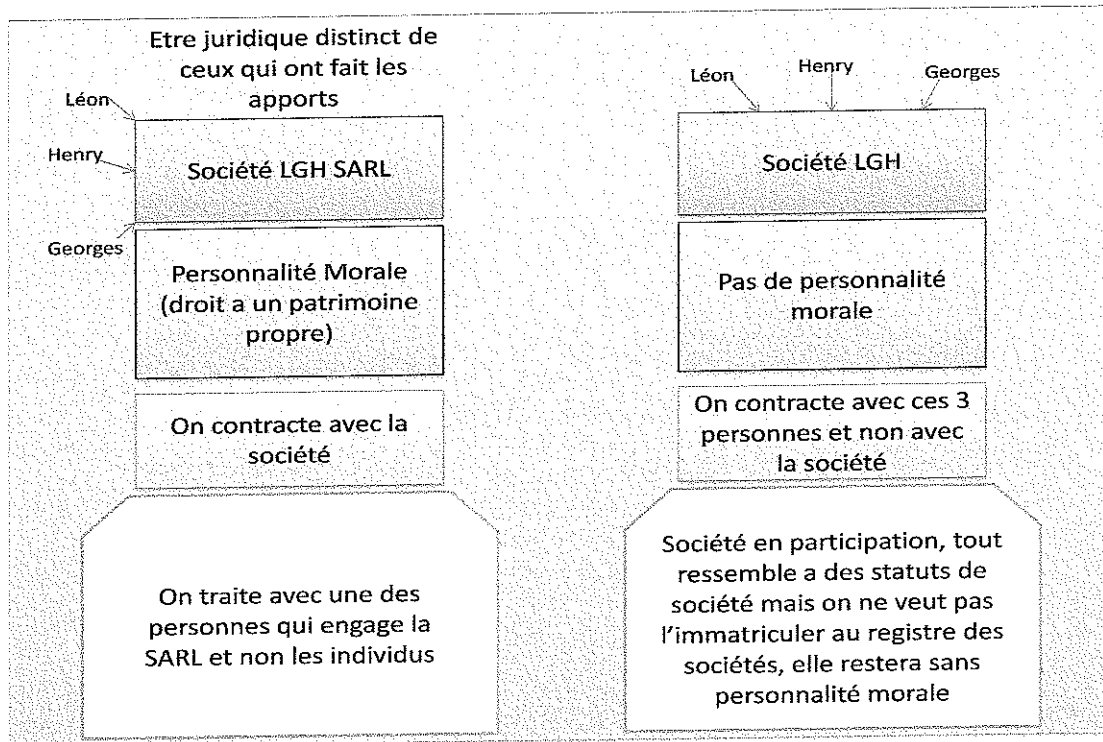 Etre juridique distinct de
ceux qui ont fait les
apports
Léon
Henry
Georges
Société LGH SARL
Personnalité Morale
(droit a un patrimoine
propre)
On contracte avec la
société
On traite avec une des
personnes qui engage la
SARL et non les individus
Léon
Henry
Georges
Société LGH
Pas de personnalité
morale
On contracte avec ces 3
personnes et non avec
la société
Société en participation, tout
ressemble a des statuts de
société mais on ne veut pas
l'immatriculer au registre des
sociétés, elle restera sans
personnalité morale